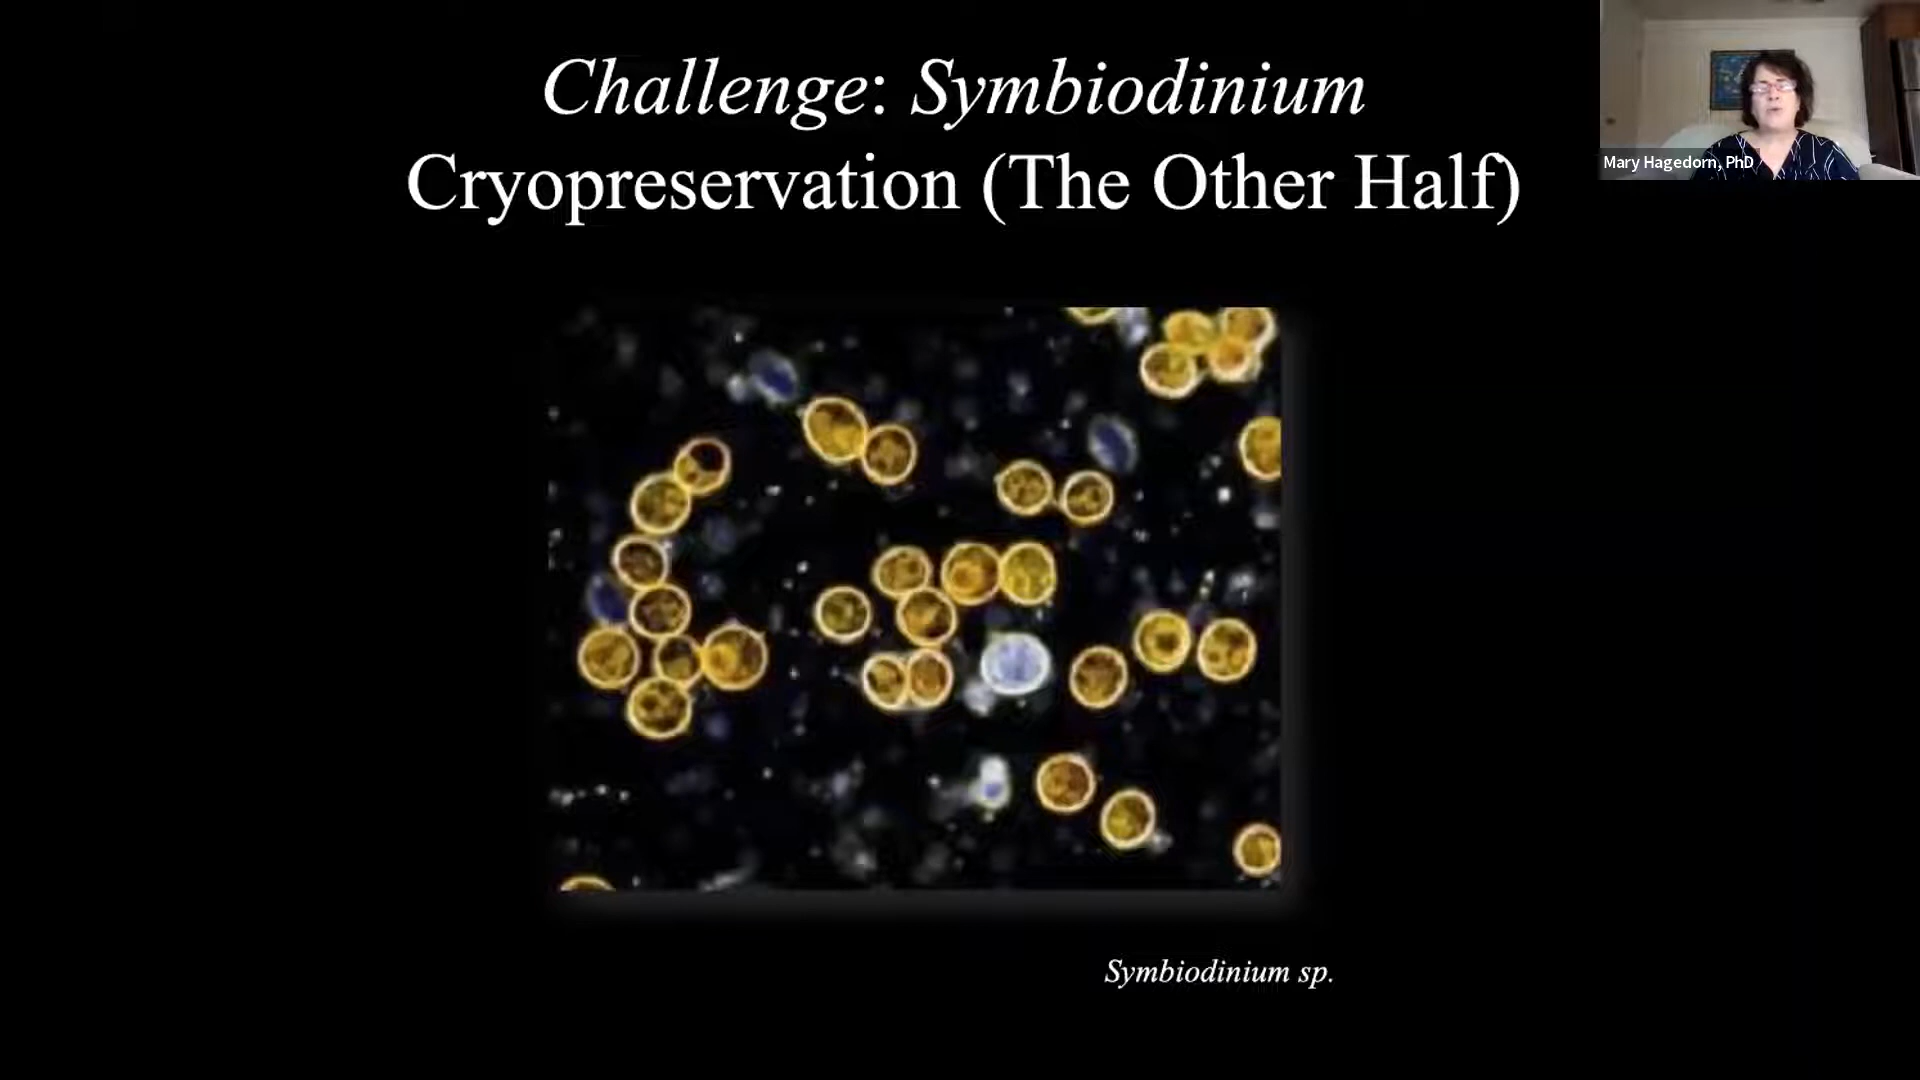 Challenge: Symbiodinium
Cryopreservation (The Other Half)
Mary Hagedorn, PhD
Symbiodinium sp.